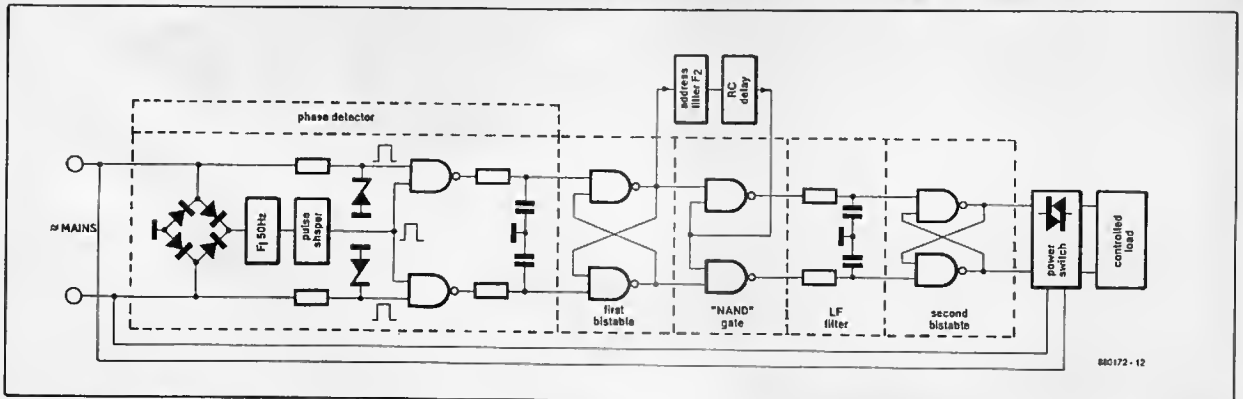 address
filter F2
RC
delay
phase detector
≈ MAINS
F1 50Hz
pulse
shaper
first
bistable
"NAND"
gate
LF
filter
second
bistable
power
switch
controlled
load
880172 - 12